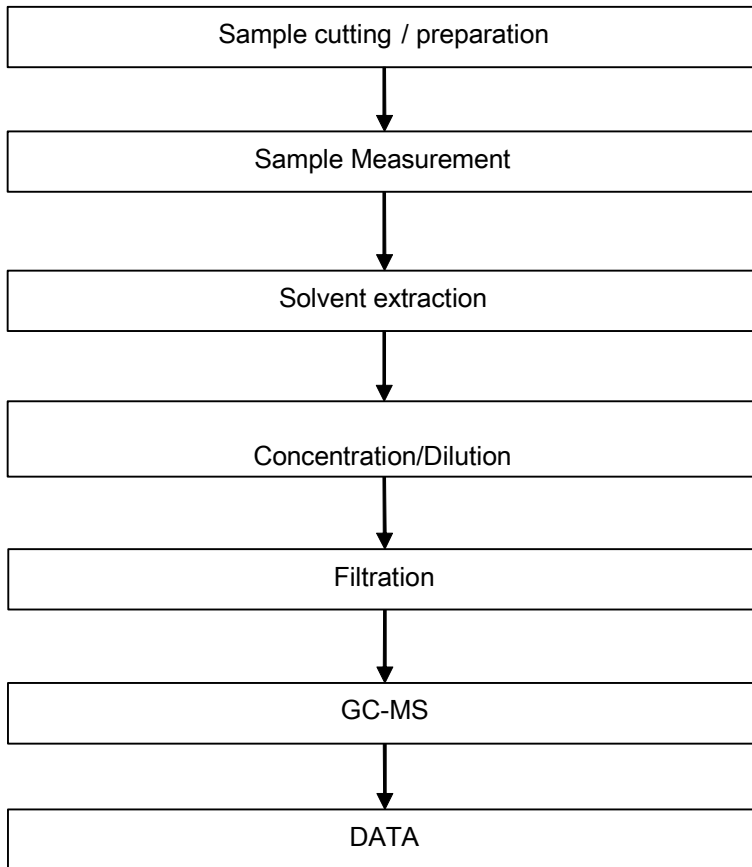 Sample cutting / preparation
Sample Measurement
Solvent extraction
Concentration/Dilution
Filtration
GC-MS
DATA